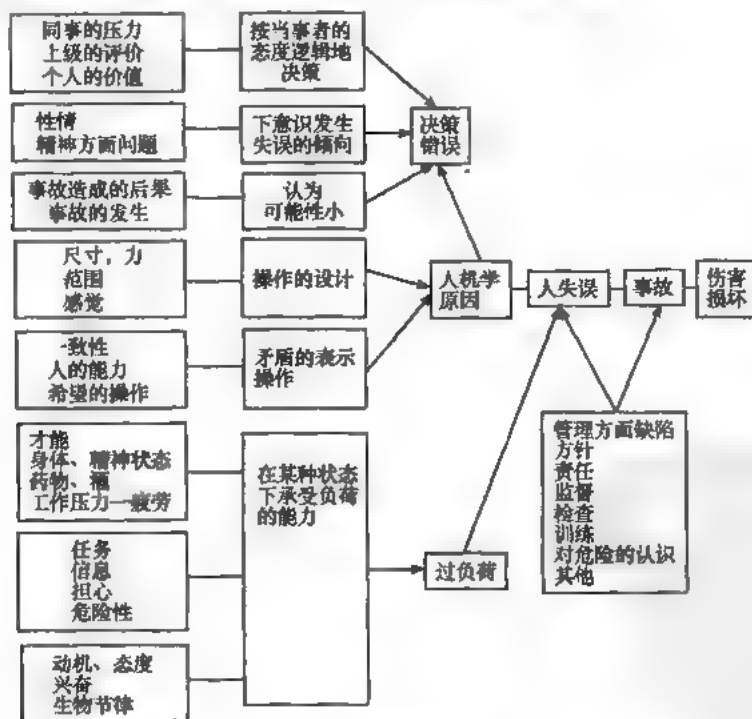 同事的压力
上级的评价
个人的价值
按当事者的
态度逻辑地
决策
性情
精神方面问题
下意识发生
失误的倾向
决策
错误
事故造成的后果
事故的发生
认为
可能性小
尺寸，力
范围
感觉
操作的设计
人机学
原因
人失误
事故
伤害
损坏
一致性
人的能力
希望的操作
矛盾的表示
操作
才能
身体、精神状态
药物、酒
工作压力一疲劳
在某种状态
下承受负荷
的能力
管理方面缺陷
方针
责任
监督
检查
训练
对危险的认识
其他
任务
信息
担心
危险性
过负荷
动机、态度
兴奋
生物节律